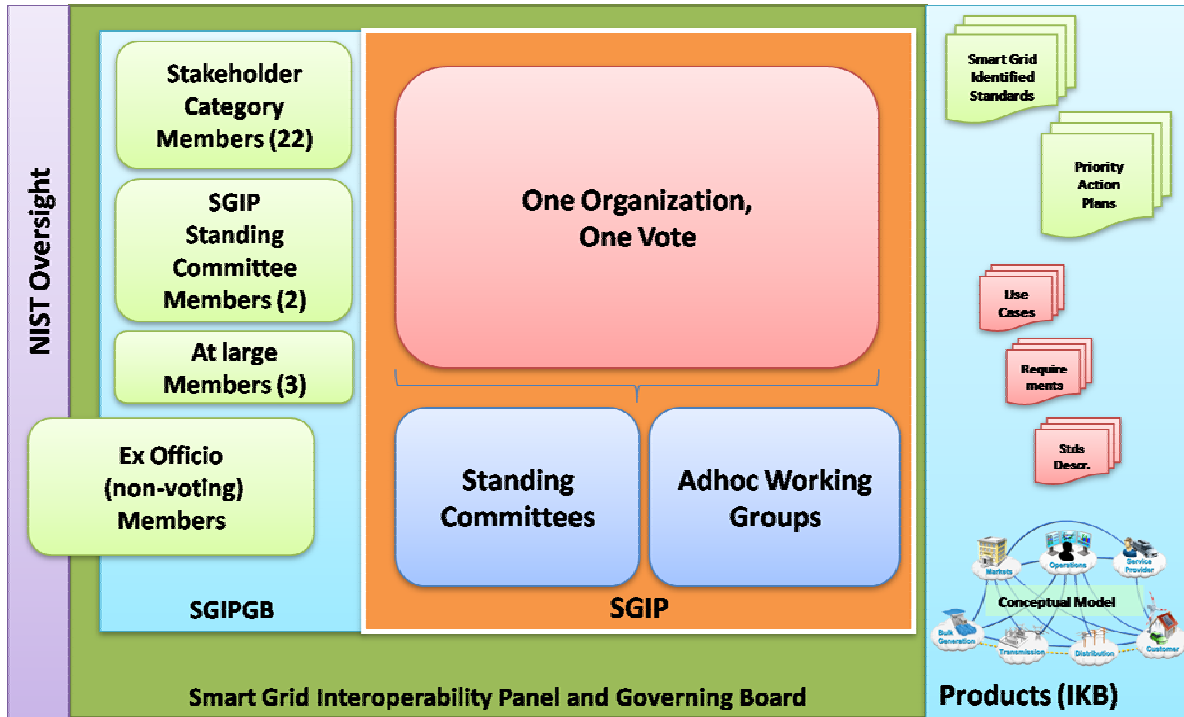 NIST Oversight
Stakeholder
Category
Members (22)
SGIP
Standing
Committee
Members (2)
At large
Members (3)
Ex Officio
(non-voting)
Members
SGIPGB
One Organization,
One Vote
Standing
Committees
Adhoc Working
Groups
SGIP
Smart Grid Interoperability Panel and Governing Board
Smart Grid
Identified
Standards
Priority
Action
Plans
Use
Cases
Require
ments
Stds
Descr.
Markets
Operations
Service
Provider
Conceptual Model
Bulk
Generation
Transmission
Distribution
Customer
Products (IKB)